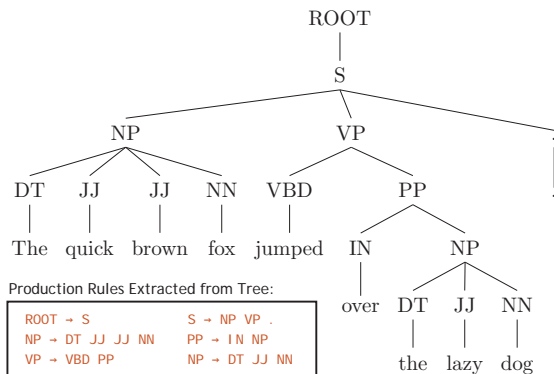 ROOT
S
NP VP .
DT JJ JJ NN VBD PP .
The quick brown fox jumped IN NP
over DT JJ NN
the lazy dog
Production Rules Extracted from Tree:
ROOT → S S → NP VP .
NP → DT JJ JJ NN PP → IN NP
VP → VBD PP NP → DT JJ NN